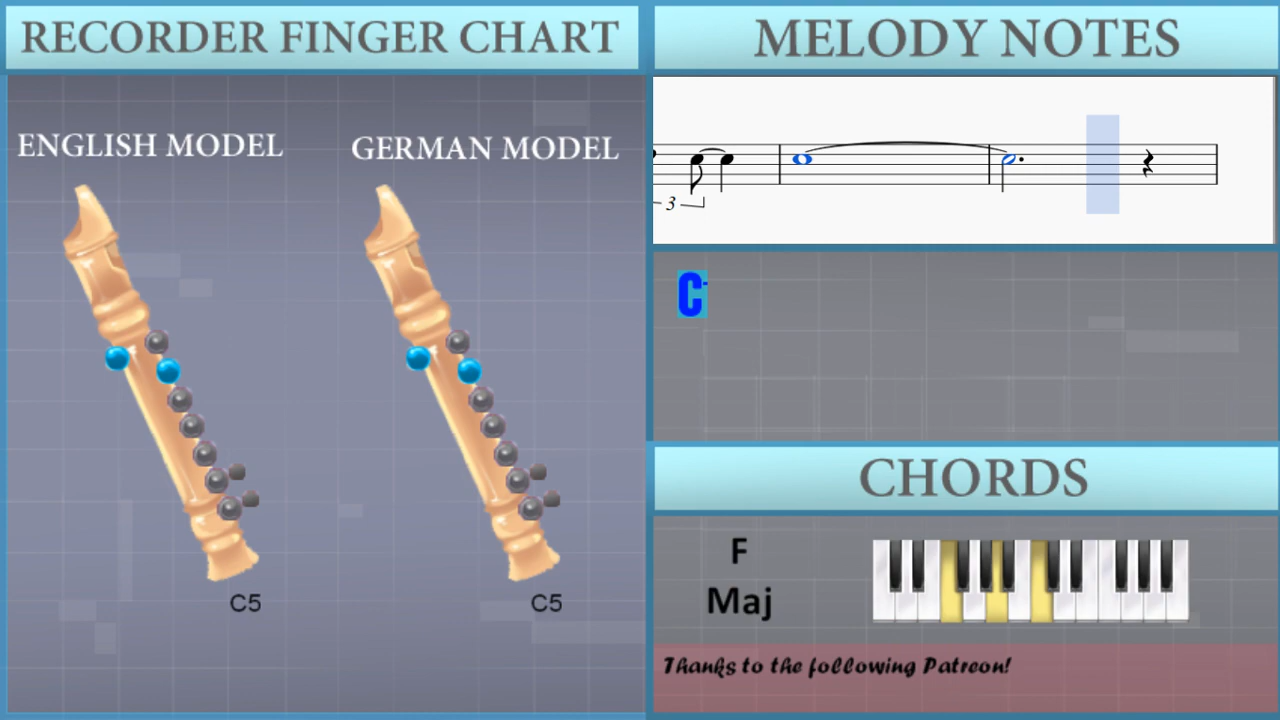 RECORDER FINGER CHART
ENGLISH MODEL
GERMAN MODEL
C5
C5
MELODY NOTES
3
C
CHORDS
F
Maj
Thanks to the following Patreon!